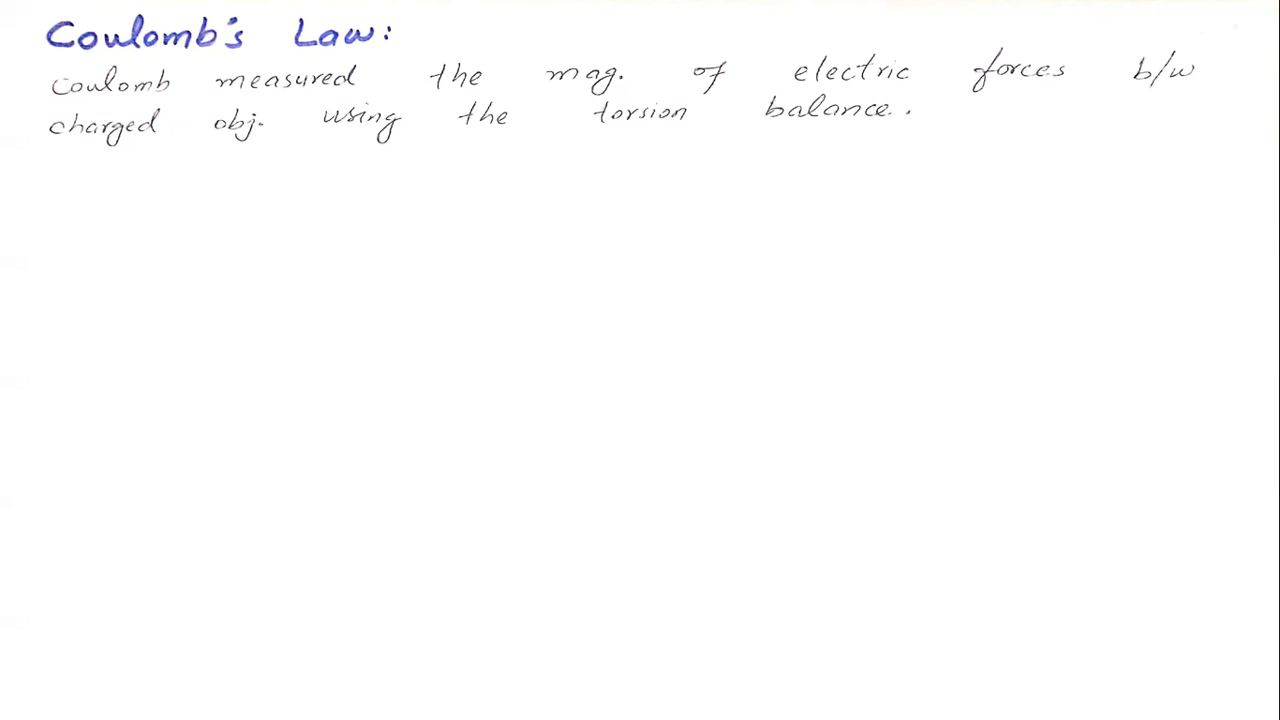 Coulomb's Law:
Coulomb measured the mag. of electric forces b/w
charged obj. using the torsion balance.